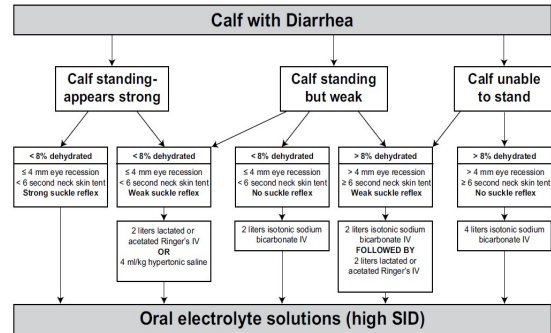 Calf with Diarrhea
Calf standing-
appears strong
Calf standing
but weak
Calf unable
to stand
< 8% dehydrated
≤ 4 mm eye recession
< 6 second neck skin tent
Strong suckle reflex
< 8% dehydrated
≤ 4 mm eye recession
< 6 second neck skin tent
Weak suckle reflex
< 8% dehydrated
≤ 4 mm eye recession
< 6 second neck skin tent
No suckle reflex
> 8% dehydrated
> 4 mm eye recession
≥ 6 second neck skin tent
Weak suckle reflex
> 8% dehydrated
> 4 mm eye recession
≥ 6 second neck skin tent
No suckle reflex
2 liters lactated or
acetated Ringer's IV
OR
4 ml/kg hypertonic saline
2 liters isotonic sodium
bicarbonate IV
2 liters isotonic sodium
bicarbonate IV
FOLLOWED BY
2 liters lactated or
acetated Ringer's IV
4 liters isotonic sodium
bicarbonate IV
Oral electrolyte solutions (high SID)